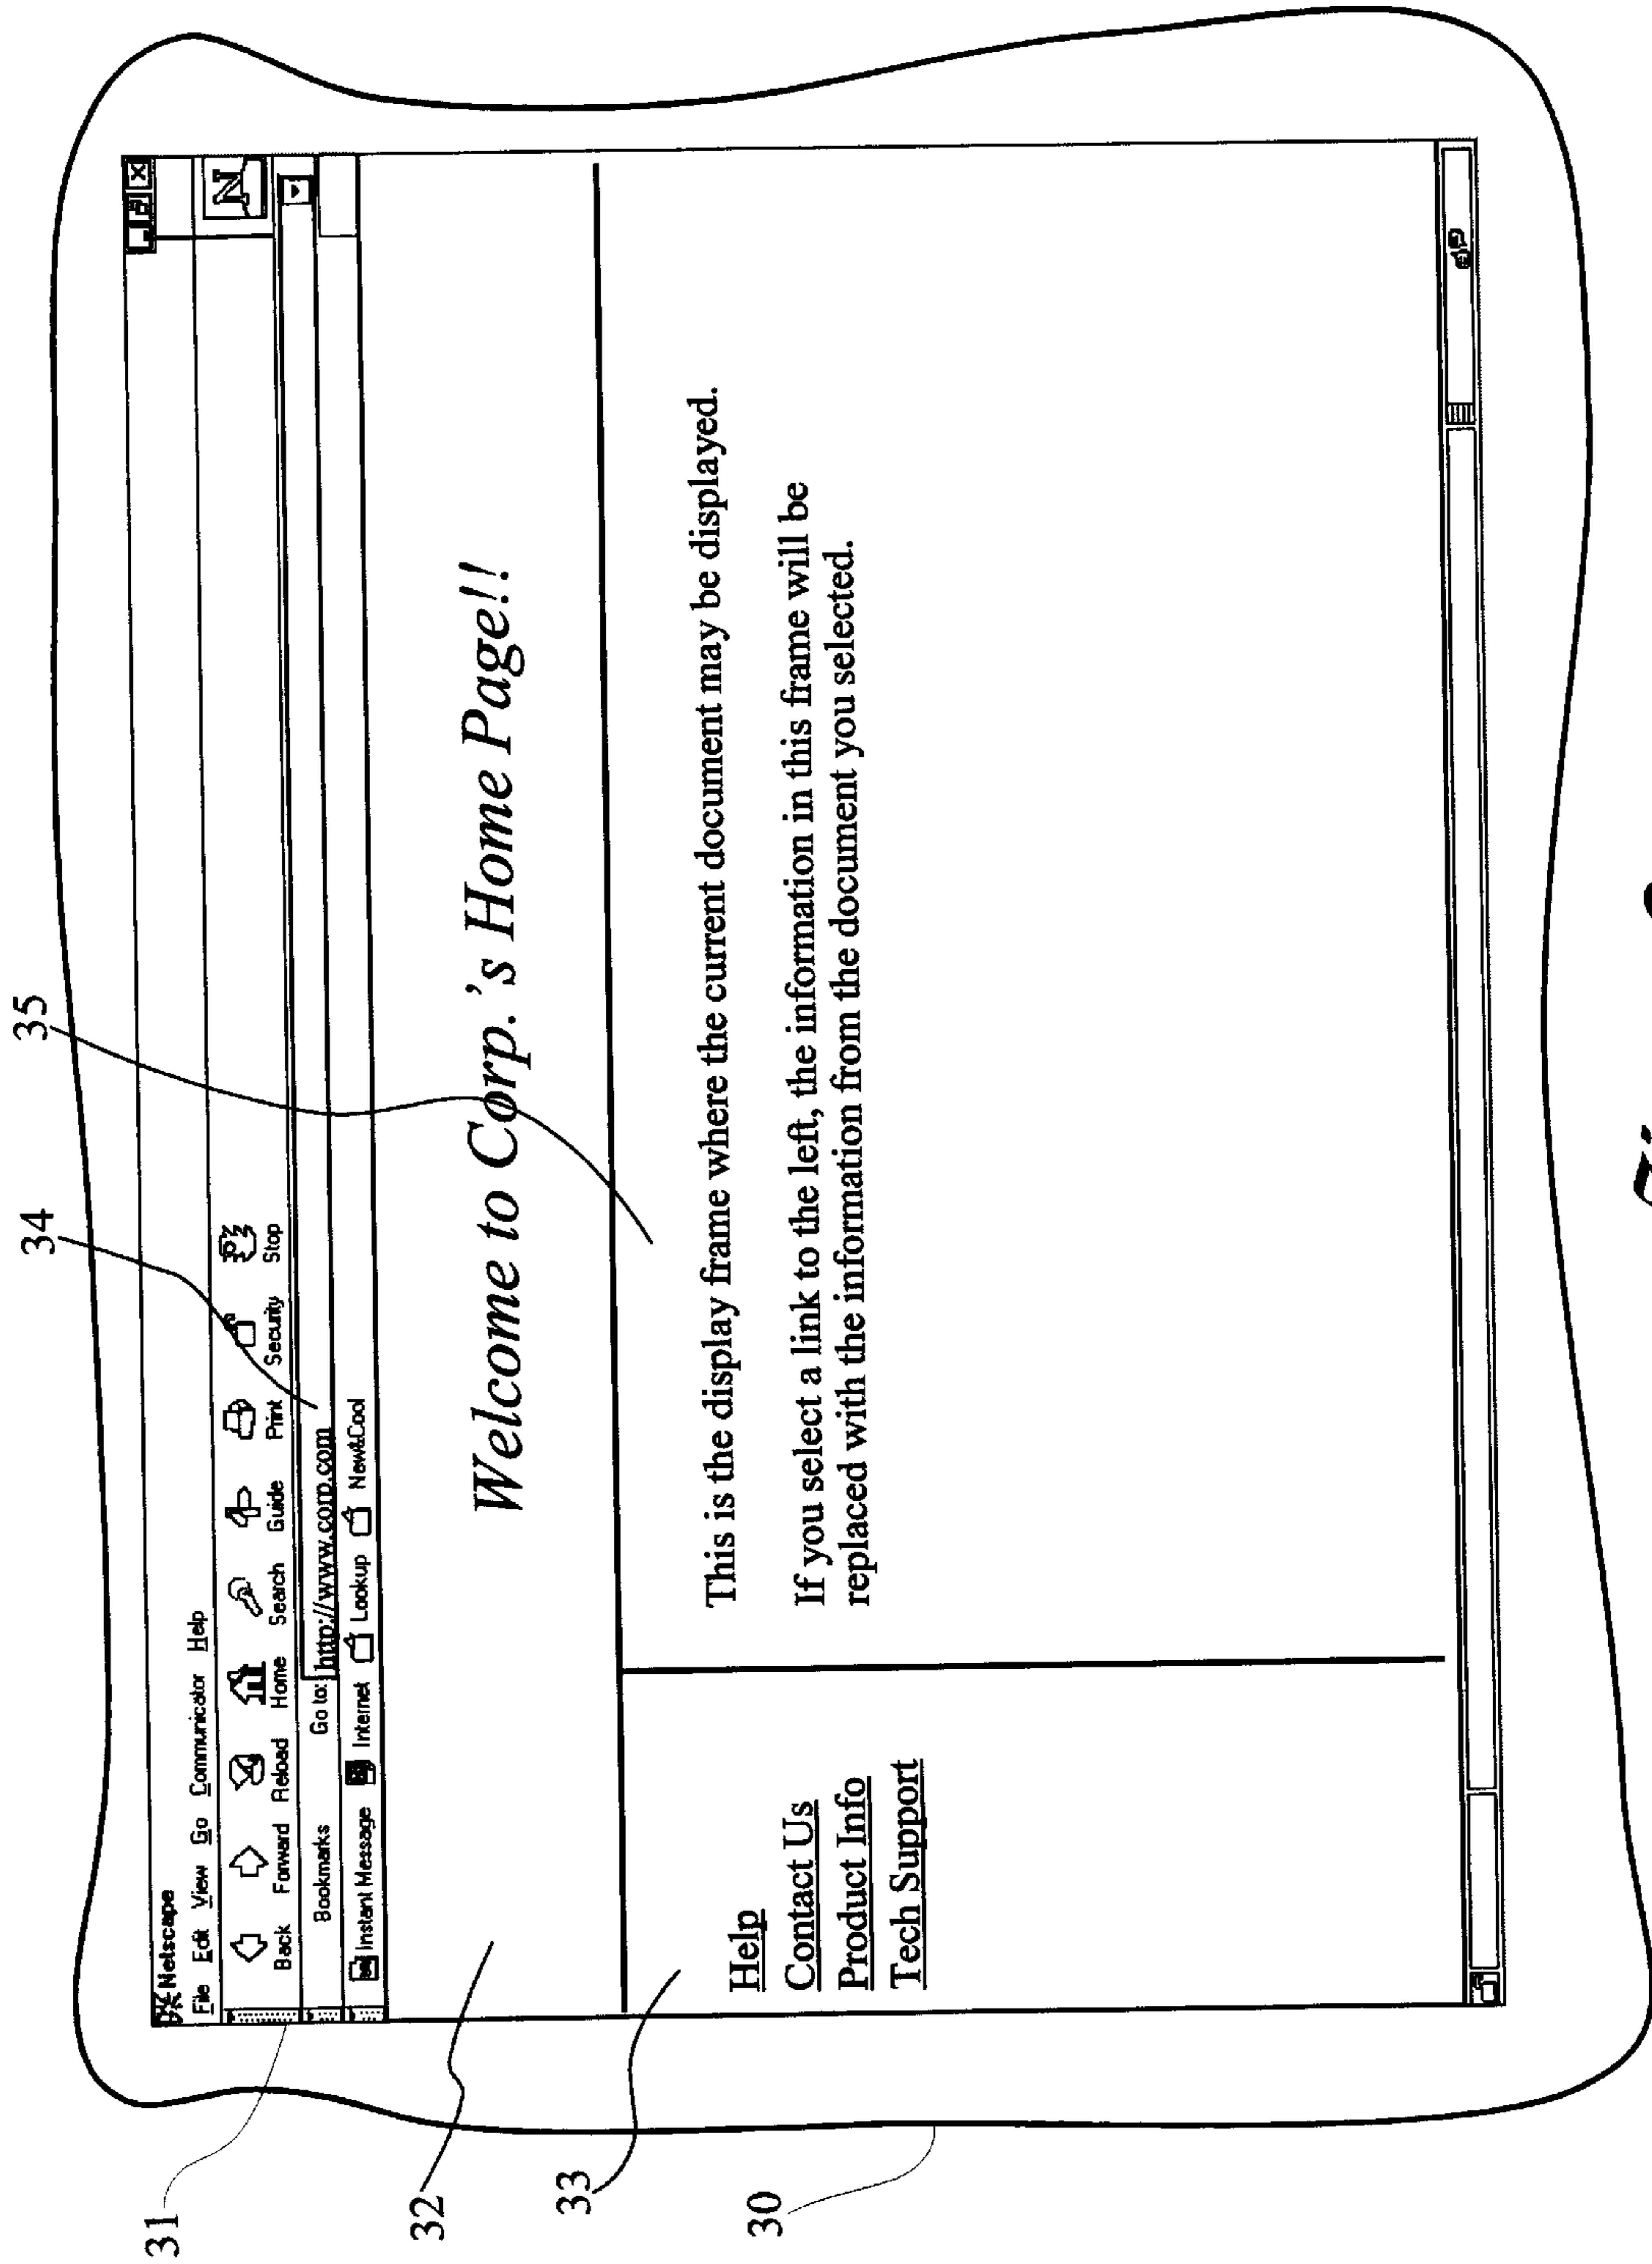 35
34
31
Netscape
File Edit View Go Communicator Help
N
Back Forward Reload Home Search Guide Print Security Stop
Bookmarks Go to: http://www.corp.com
Instant Message Internet Lookup New&Cool
32
Welcome to Corp.'s Home Page!!
33
This is the display frame where the current document may be displayed.
Help
Contact Us
If you select a link to the left, the information in this frame will be
Product Info
replaced with the information from the document you selected.
Tech Support
30